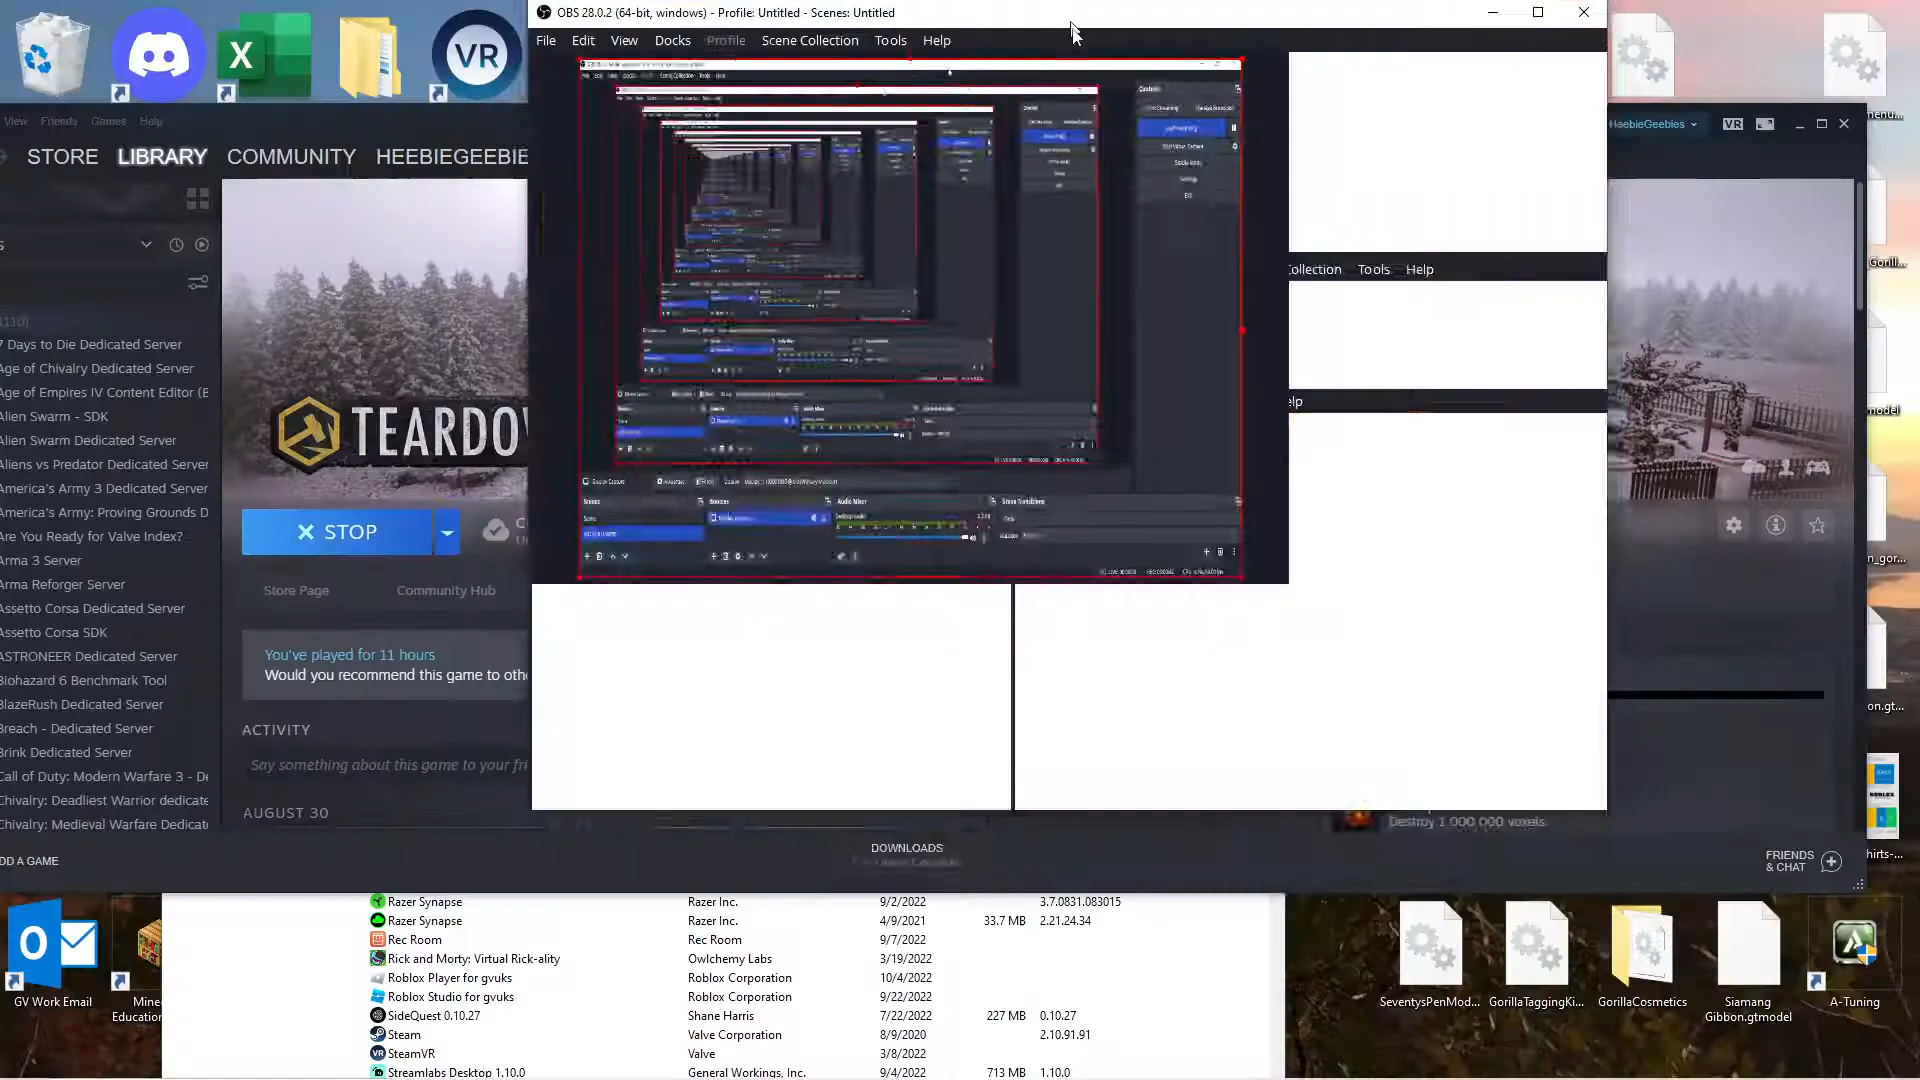 OBS 28.0.2 (64-bit, windows) - Profile: Untitled - Scenes: Untitled
File Edit View Docks Profile Scene Collection Tools Help
X
VR
View Friends Games Help
HeebieGeebies
VR
STORE LIBRARY COMMUNITY HEEBIEGEEBIE
Collection Tools Help
elp
7 Days to Die Dedicated Server
Age of Chivalry Dedicated Server
Age of Empires IV Content Editor (B
Alien Swarm - SDK
Alien Swarm Dedicated Server
Aliens vs Predator Dedicated Server
America's Army 3 Dedicated Server
America's Army: Proving Grounds D
Are You Ready for Valve Index?
Arma 3 Server
Arma Reforger Server
Assetto Corsa Dedicated Server
Assetto Corsa SDK
ASTRONEER Dedicated Server
Biohazard 6 Benchmark Tool
BlazeRush Dedicated Server
Breach - Dedicated Server
Brink Dedicated Server
Call of Duty: Modern Warfare 3 - De
Chivalry: Deadliest Warrior dedicate
Chivalry: Medieval Warfare Dedicat
TEARDOW
STOP
Store Page Community Hub
You've played for 11 hours
Would you recommend this game to othe
ACTIVITY
Say something about this game to your fri
AUGUST 30
Scenes Sources Audio Mixer Scene Transitions
Destroy 1 000 000 voxels.
DD A GAME
DOWNLOADS
FRIENDS
& CHAT
Razer Synapse Razer Inc. 9/2/2022 3.7.0831.083015
Razer Synapse Razer Inc. 4/9/2021 33.7 MB 2.21.24.34
Rec Room Rec Room 9/7/2022
Rick and Morty: Virtual Rick-ality Owlchemy Labs 3/19/2022
Roblox Player for gvuks Roblox Corporation 10/4/2022
Roblox Studio for gvuks Roblox Corporation 9/22/2022
SideQuest 0.10.27 Shane Harris 7/22/2022 227 MB 0.10.27
Steam Valve Corporation 8/9/2020 2.10.91.91
SteamVR Valve 3/8/2022
Streamlabs Desktop 1.10.0 General Workings, Inc. 9/4/2022 713 MB 1.10.0
GV Work Email
Mine
Education
SeventysPenMod...
GorillaTaggingKi...
GorillaCosmetics
Siamang
Gibbon.gtmodel
A-Tuning
menu...
_Gorill...
model
n_gor...
on.gt...
hirts-...